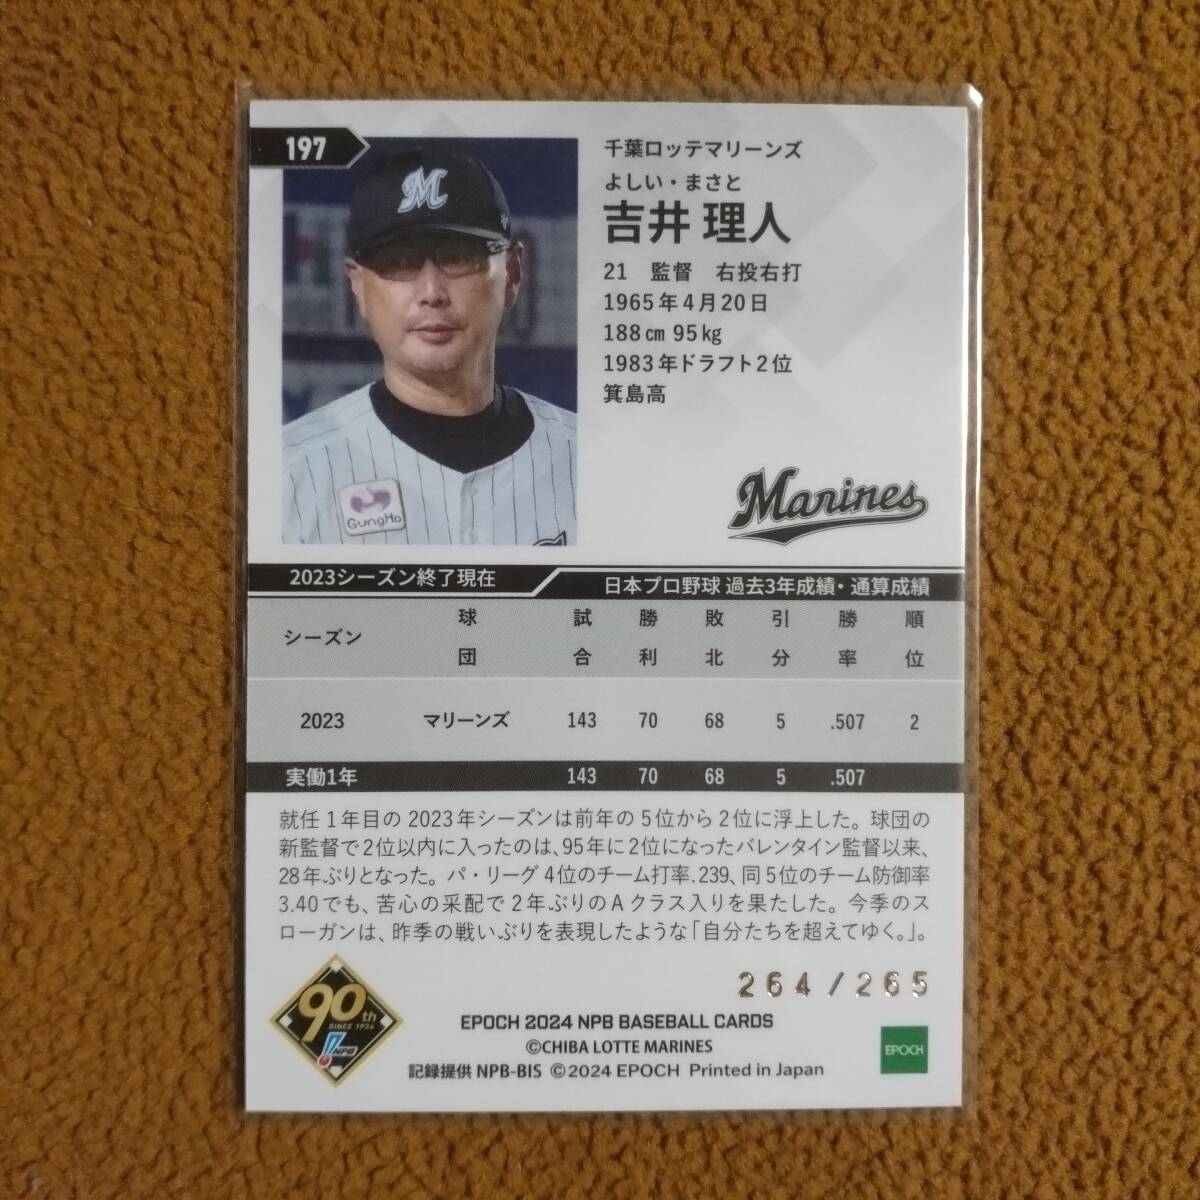 197
千葉ロッテマリーンズ
よしい・まさと
吉井 理人
21 監督 右投右打
1965年4月20日
188㎝ 95㎏
1983年ドラフト2位
箕島高
M
GungHo
Marines
2023シーズン終了現在
日本プロ野球 過去3年成績・通算成績
シーズン 球団 試合 勝利 敗北 引分 勝率 順位
2023 マリーンズ 143 70 68 5 .507 2
実働1年 143 70 68 5 .507
就任1年目の2023年シーズンは前年の5位から2位に浮上した。球団の
新監督で2位以内に入ったのは、95年に2位になったバレンタイン監督以来、
28年ぶりとなった。パ・リーグ4位のチーム打率.239、同5位のチーム防御率
3.40でも、苦心の采配で2年ぶりのAクラス入りを果たした。今季のス
ローガンは、昨季の戦いぶりを表現したような「自分たちを超えてゆく。」。
264/265
90th
SINCE 1934
NPB
EPOCH 2024 NPB BASEBALL CARDS
©CHIBA LOTTE MARINES
記録提供 NPB-BIS ©2024 EPOCH Printed in Japan
EPOCH